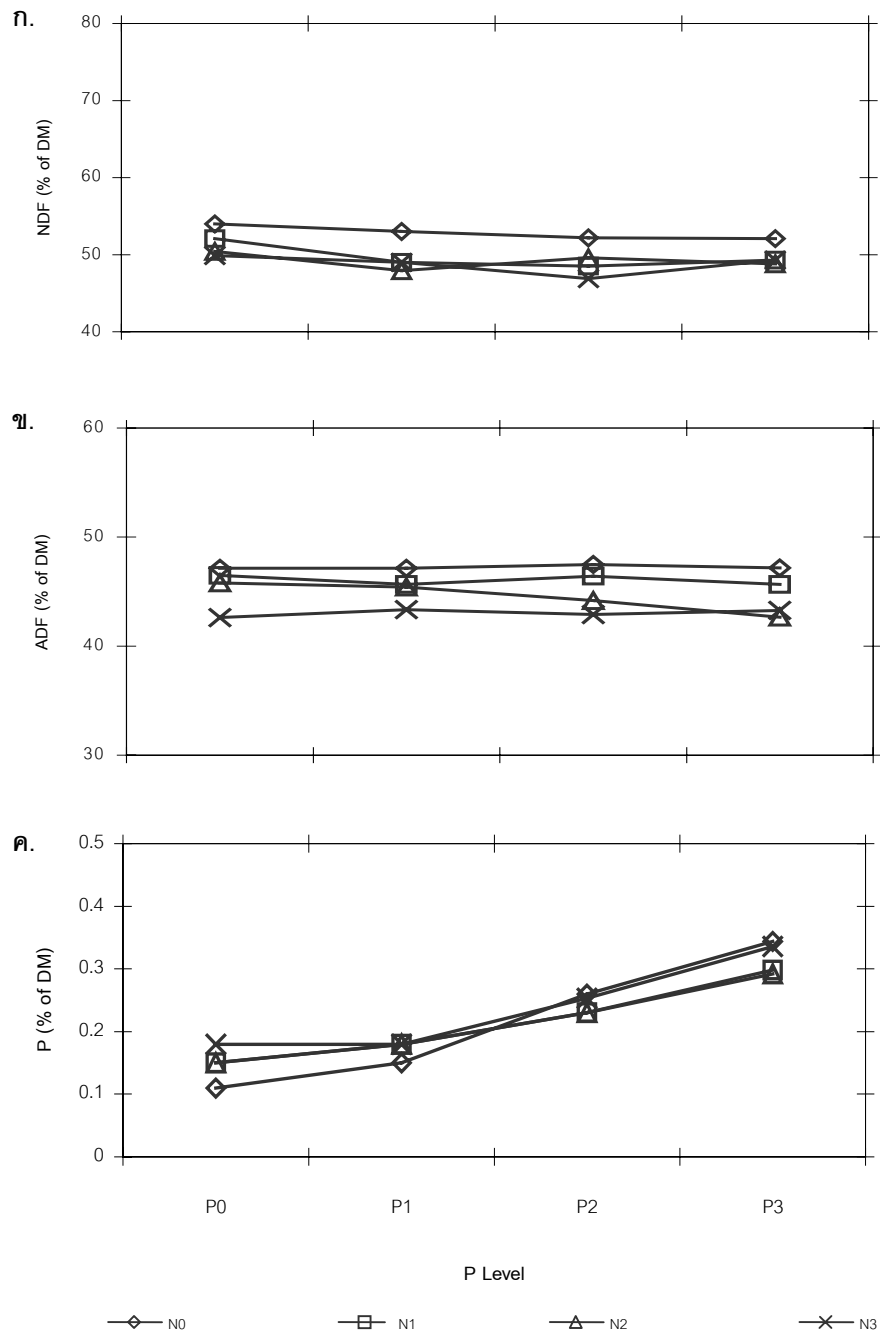 ก.
80
70
60
50
40
NDF (% of DM)
ข.
60
50
40
30
ADF (% of DM)
ค.
0.5
0.4
0.3
0.2
0.1
0
P (% of DM)
P0 P1 P2 P3
P Level
N0 N1 N2 N3